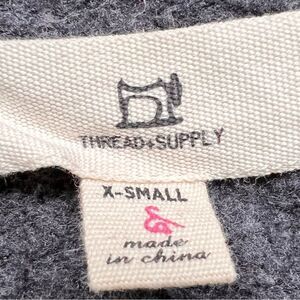 THREAD+SUPPLY
X-SMALL
made
in china